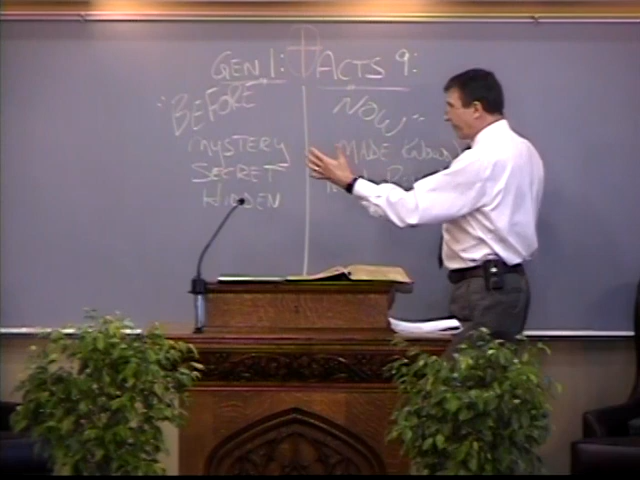 GEN 1: ACTS 9:
"BEFORE NOW"
MYSTERY MADE KNOWN
SECRET
HIDDEN